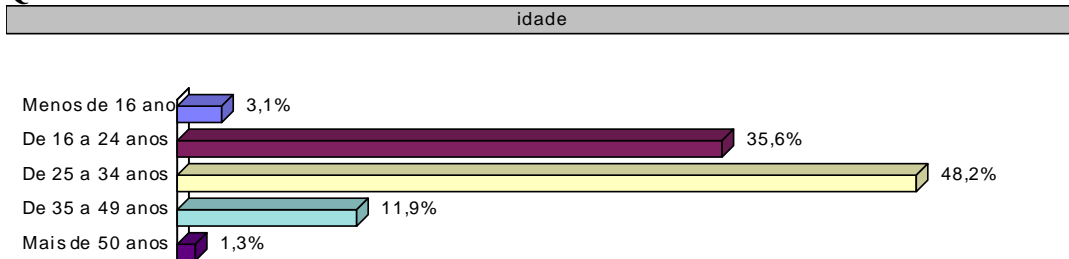 idade
Menos de 16 ano 3,1%
De 16 a 24 anos 35,6%
De 25 a 34 anos 48,2%
De 35 a 49 anos 11,9%
Mais de 50 anos 1,3%